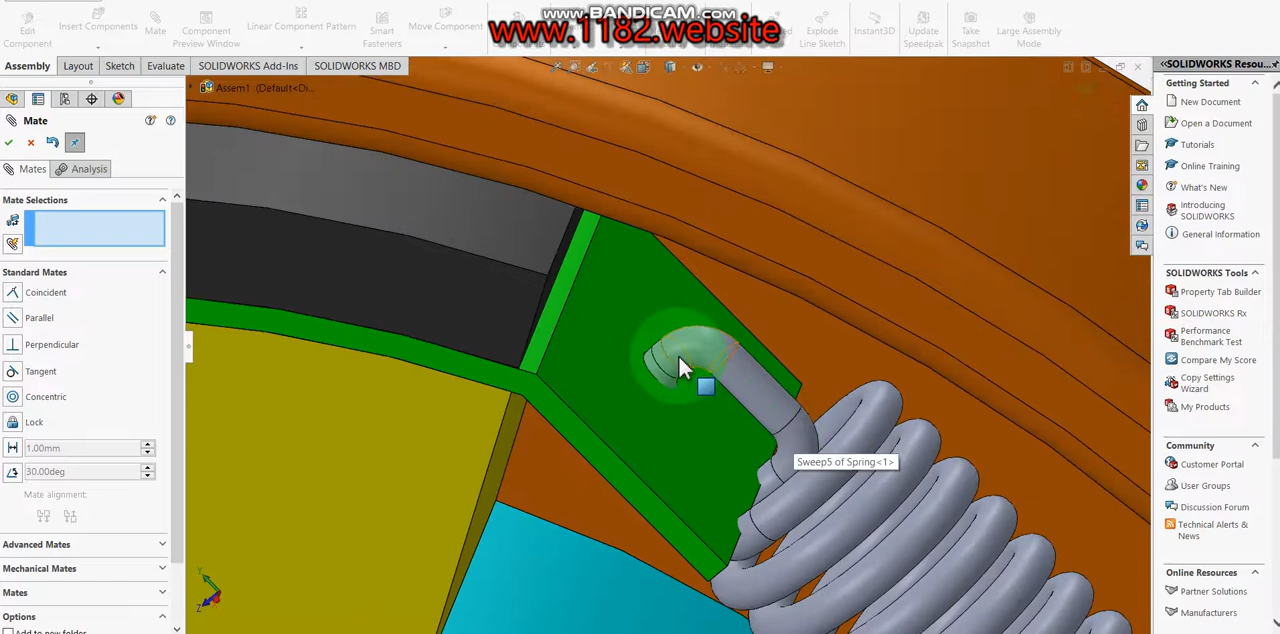 www.BANDICAM.com
www.1182.website
Edit Component
Insert Components
Mate
Component Preview Window
Linear Component Pattern
Smart Fasteners
Move Component
Explode Line Sketch
Instant3D
Update Speedpak
Take Snapshot
Large Assembly Mode
Assembly
Layout
Sketch
Evaluate
SOLIDWORKS Add-Ins
SOLIDWORKS MBD
Assem1 (Default<Di...
Mate
Mates
Analysis
Mate Selections
Standard Mates
Coincident
Parallel
Perpendicular
Tangent
Concentric
Lock
1.00mm
30.00deg
Mate alignment:
Advanced Mates
Mechanical Mates
Mates
Options
Add to new folder
Sweep5 of Spring<1>
Y
Z
SOLIDWORKS Resou...
Getting Started
New Document
Open a Document
Tutorials
Online Training
What's New
Introducing SOLIDWORKS
General Information
SOLIDWORKS Tools
Property Tab Builder
SOLIDWORKS Rx
Performance Benchmark Test
Compare My Score
Copy Settings Wizard
My Products
Community
Customer Portal
User Groups
Discussion Forum
Technical Alerts & News
Online Resources
Partner Solutions
Manufacturers